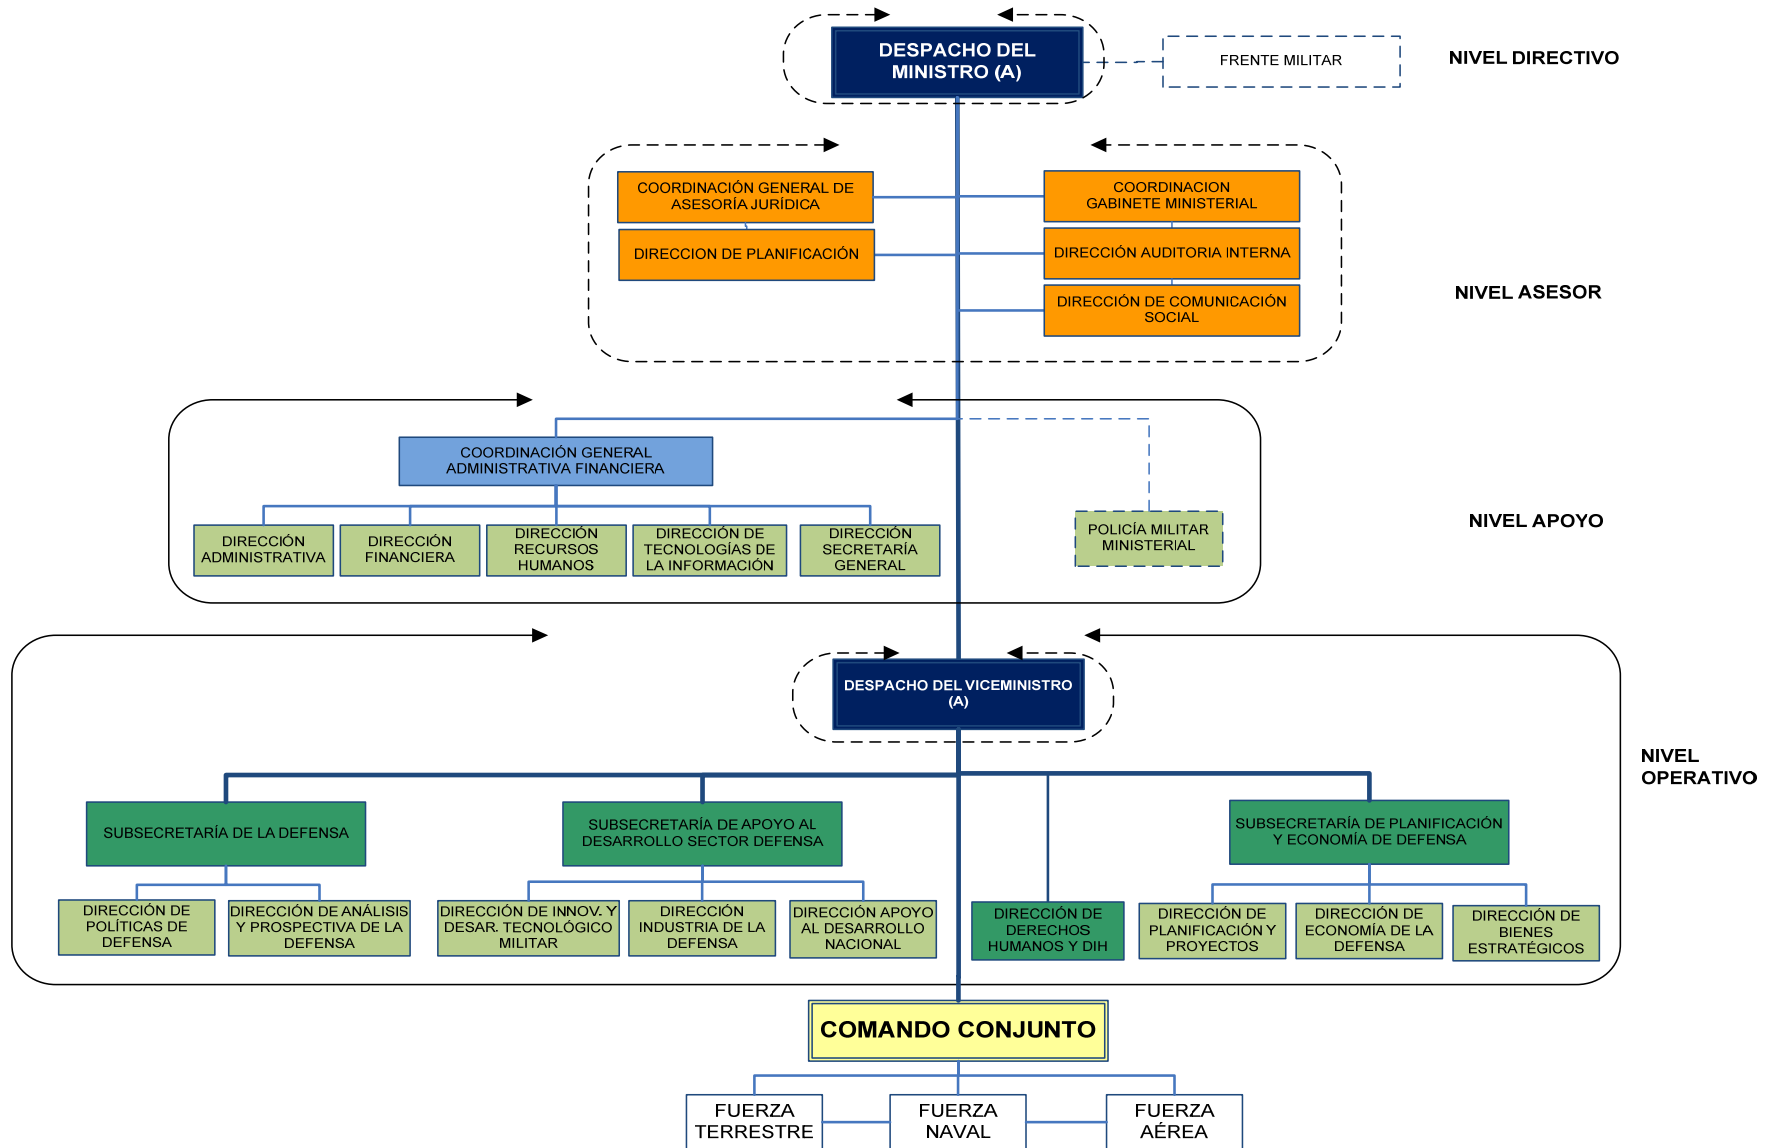 DESPACHO DEL
MINISTRO (A)
FRENTE MILITAR
NIVEL DIRECTIVO
COORDINACIÓN GENERAL DE
ASESORÍA JURÍDICA
COORDINACION
GABINETE MINISTERIAL
DIRECCION DE PLANIFICACIÓN
DIRECCIÓN AUDITORIA INTERNA
DIRECCIÓN DE COMUNICACIÓN
SOCIAL
NIVEL ASESOR
COORDINACIÓN GENERAL
ADMINISTRATIVA FINANCIERA
DIRECCIÓN
ADMINISTRATIVA
DIRECCIÓN
FINANCIERA
DIRECCIÓN
RECURSOS
HUMANOS
DIRECCIÓN DE
TECNOLOGÍAS DE
LA INFORMACIÓN
DIRECCIÓN
SECRETARÍA
GENERAL
POLICÍA MILITAR
MINISTERIAL
NIVEL APOYO
DESPACHO DEL VICEMINISTRO
(A)
NIVEL
OPERATIVO
SUBSECRETARÍA DE LA DEFENSA
SUBSECRETARÍA DE APOYO AL
DESARROLLO SECTOR DEFENSA
SUBSECRETARÍA DE PLANIFICACIÓN
Y ECONOMÍA DE DEFENSA
DIRECCIÓN DE
POLÍTICAS DE
DEFENSA
DIRECCIÓN DE ANÁLISIS
Y PROSPECTIVA DE LA
DEFENSA
DIRECCIÓN DE INNOV. Y
DESAR. TECNOLÓGICO
MILITAR
DIRECCIÓN
INDUSTRIA DE LA
DEFENSA
DIRECCIÓN APOYO
AL DESARROLLO
NACIONAL
DIRECCIÓN DE
DERECHOS
HUMANOS Y DIH
DIRECCIÓN DE
PLANIFICACIÓN Y
PROYECTOS
DIRECCIÓN DE
ECONOMÍA DE LA
DEFENSA
DIRECCIÓN DE
BIENES
ESTRATÉGICOS
COMANDO CONJUNTO
FUERZA
TERRESTRE
FUERZA
NAVAL
FUERZA
AÉREA